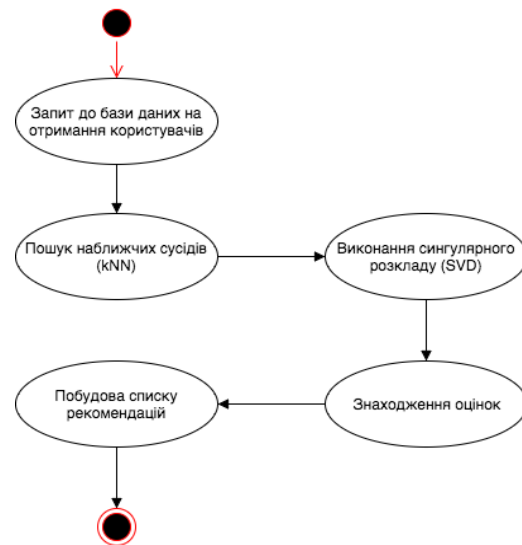 Запит до бази даних на
отримання користувачів
Пошук наближчих сусідів
(kNN)
Виконання сингулярного
розкладу (SVD)
Знаходження оцінок
Побудова списку
рекомендацій